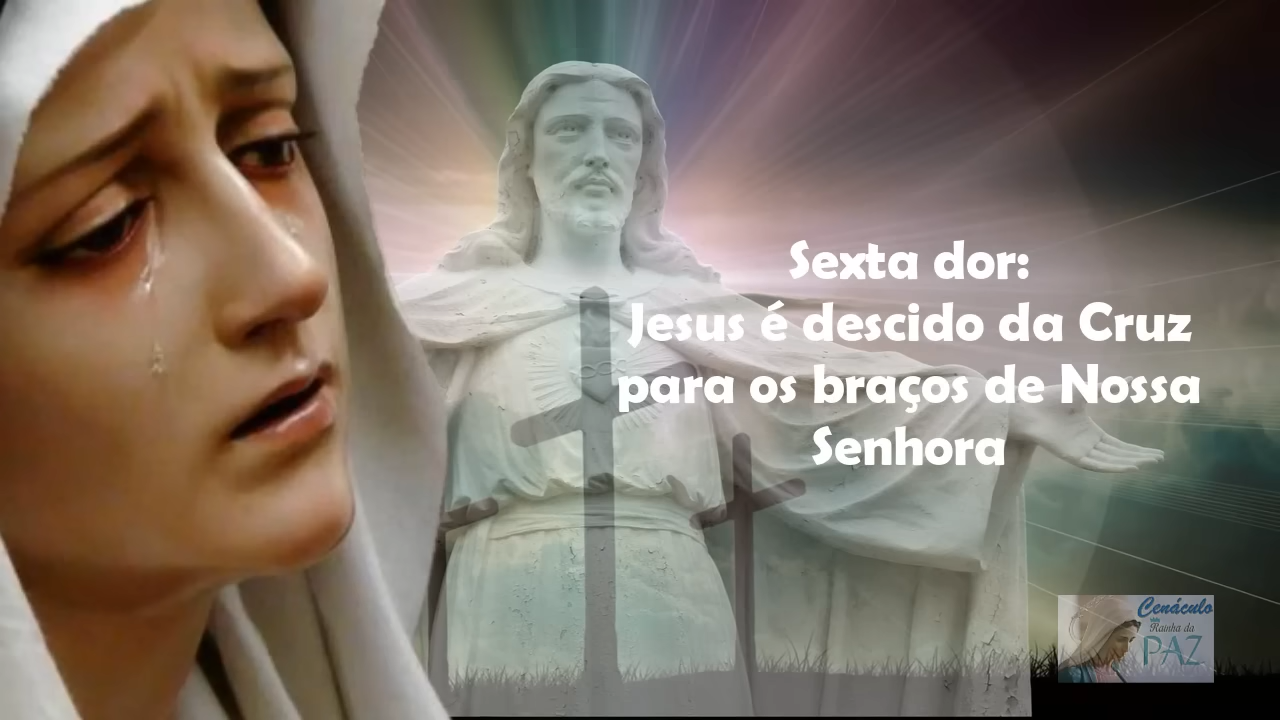 Sexta dor:
Jesus é descido da Cruz
para os braços de Nossa
Senhora
Cenáculo
Rainha da
PAZ